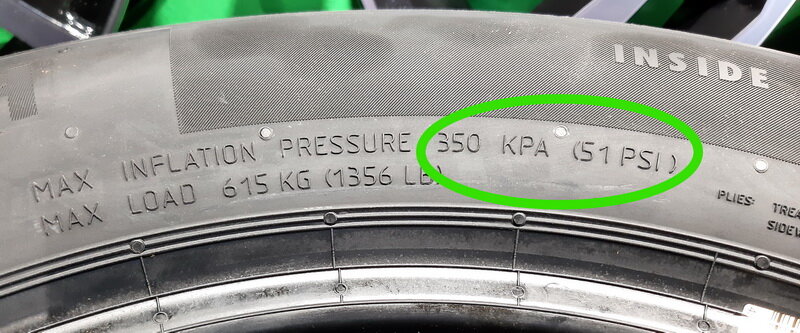 INSIDE
MAX INFLATION PRESSURE 350 KPA (51 PSI)
MAX LOAD 615 KG (1356 LB)
PLIES: